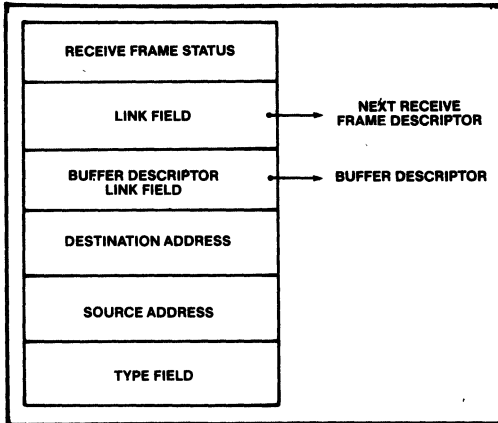 RECEIVE FRAME STATUS
LINK FIELD
NEXT RECEIVE
FRAME DESCRIPTOR
BUFFER DESCRIPTOR
LINK FIELD
BUFFER DESCRIPTOR
DESTINATION ADDRESS
SOURCE ADDRESS
TYPE FIELD